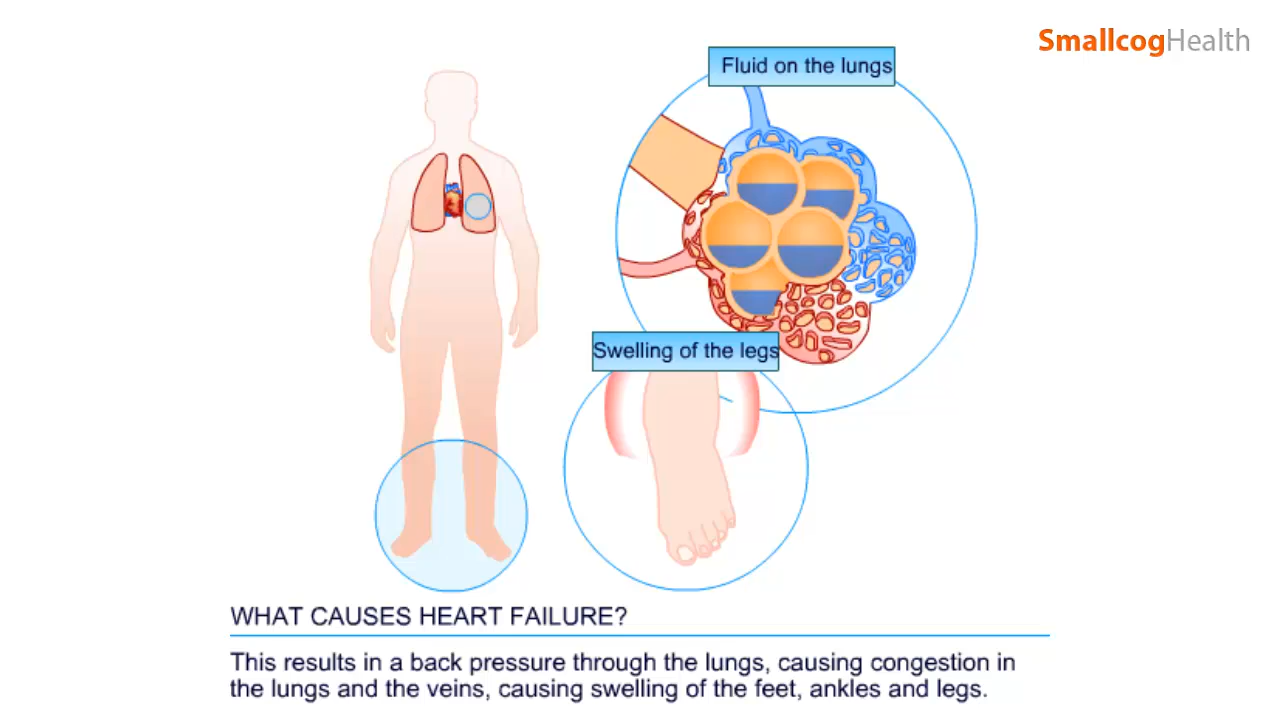 SmallcogHealth
Fluid on the lungs
Swelling of the legs
WHAT CAUSES HEART FAILURE?
This results in a back pressure through the lungs, causing congestion in
the lungs and the veins, causing swelling of the feet, ankles and legs.